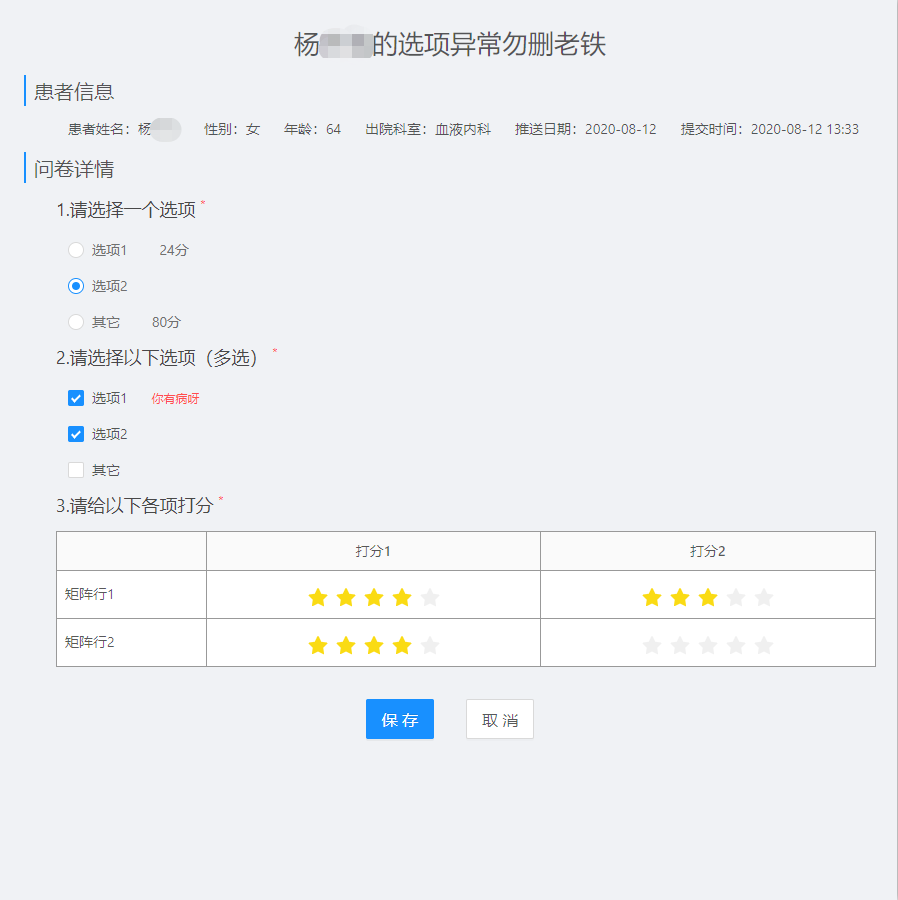 杨的选项异常勿删老铁
患者信息
患者姓名：杨 性别：女 年龄：64 出院科室：血液内科 推送日期：2020-08-12 提交时间：2020-08-12 13:33
问卷详情
1.请选择一个选项 *
选项1 24分
选项2
其它 80分
2.请选择以下选项（多选） *
选项1 你有病呀
选项2
其它
3.请给以下各项打分 *
打分1 打分2
矩阵行1
矩阵行2
保 存 取 消